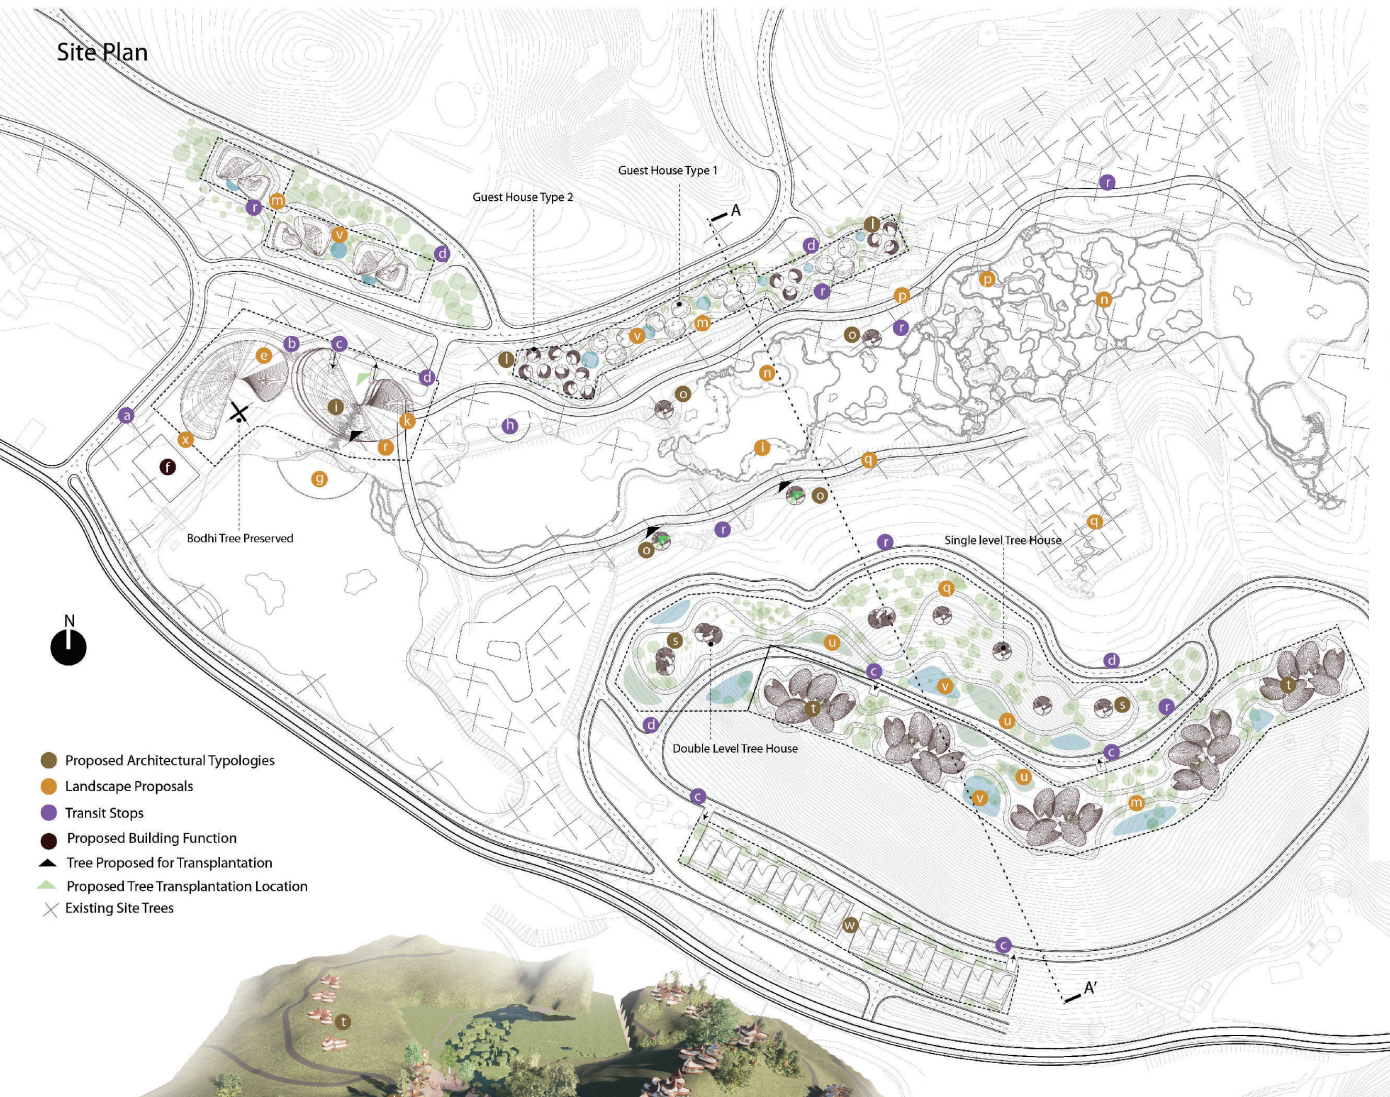 Site Plan
r
l
Guest House Type 1
Guest House Type 2
m
r
A
v
d
d
l
p
r
n
p
m
r
v
o
b
c
e
l
n
d
o
i
a
k
h
x
r
i
q
f
g
o
q
Bodhi Tree Preserved
r
o
r
Single level Tree House
q
N
s
u
d
c
v
t
s
r
t
u
d
Double Level Tree House
c
u
v
m
c
Proposed Architectural Typologies
Landscape Proposals
Transit Stops
Proposed Building Function
Tree Proposed for Transplantation
Proposed Tree Transplantation Location
Existing Site Trees
w
c
A'
t